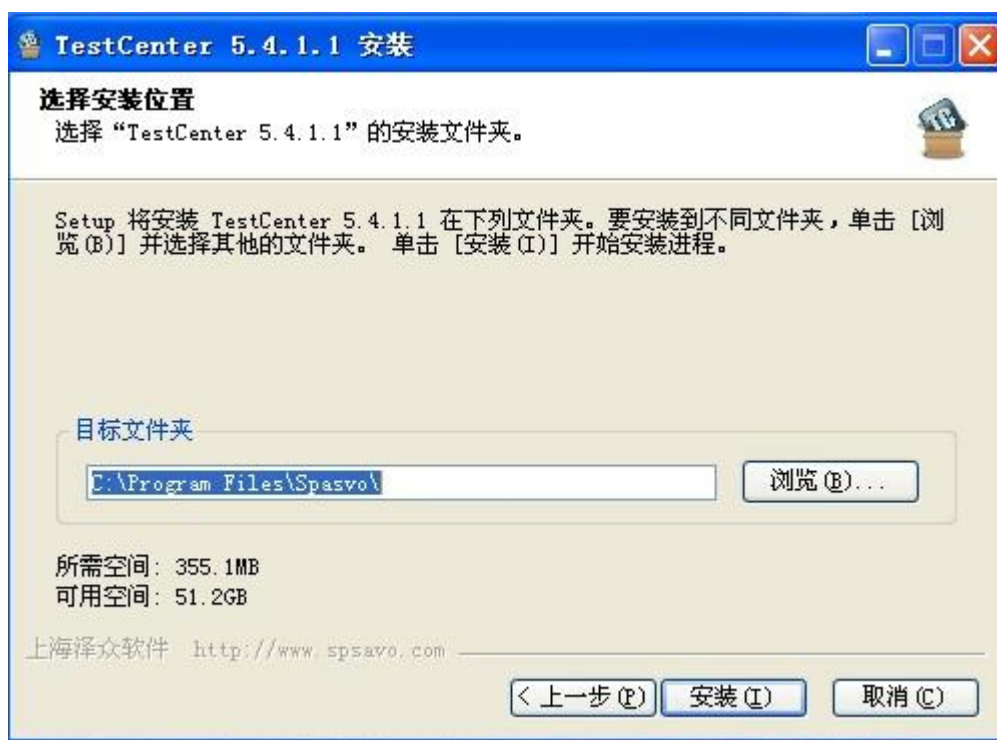 TestCenter 5.4.1.1 安装
选择安装位置
选择“TestCenter 5.4.1.1”的安装文件夹。
Setup 将安装 TestCenter 5.4.1.1 在下列文件夹。要安装到不同文件夹，单击 [浏
览(B)] 并选择其他的文件夹。 单击 [安装(I)] 开始安装进程。
目标文件夹
C:\Program Files\Spasvo\
浏览(B)...
所需空间: 355.1MB
可用空间: 51.2GB
上海泽众软件 http://www.spsavo.com
< 上一步(P) 安装(I) 取消(C)